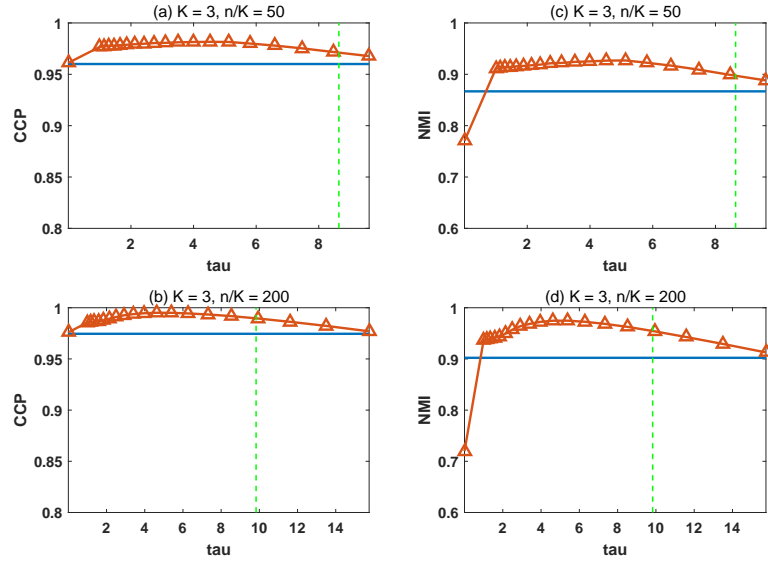 (a) K = 3, n/K = 50
1
0.95
0.9
0.85
0.8
CCP
2 4 6 8
tau
(c) K = 3, n/K = 50
1
0.9
0.8
0.7
0.6
NMI
2 4 6 8
tau
(b) K = 3, n/K = 200
1
0.95
0.9
0.85
0.8
CCP
2 4 6 8 10 12 14
tau
(d) K = 3, n/K = 200
1
0.9
0.8
0.7
0.6
NMI
2 4 6 8 10 12 14
tau